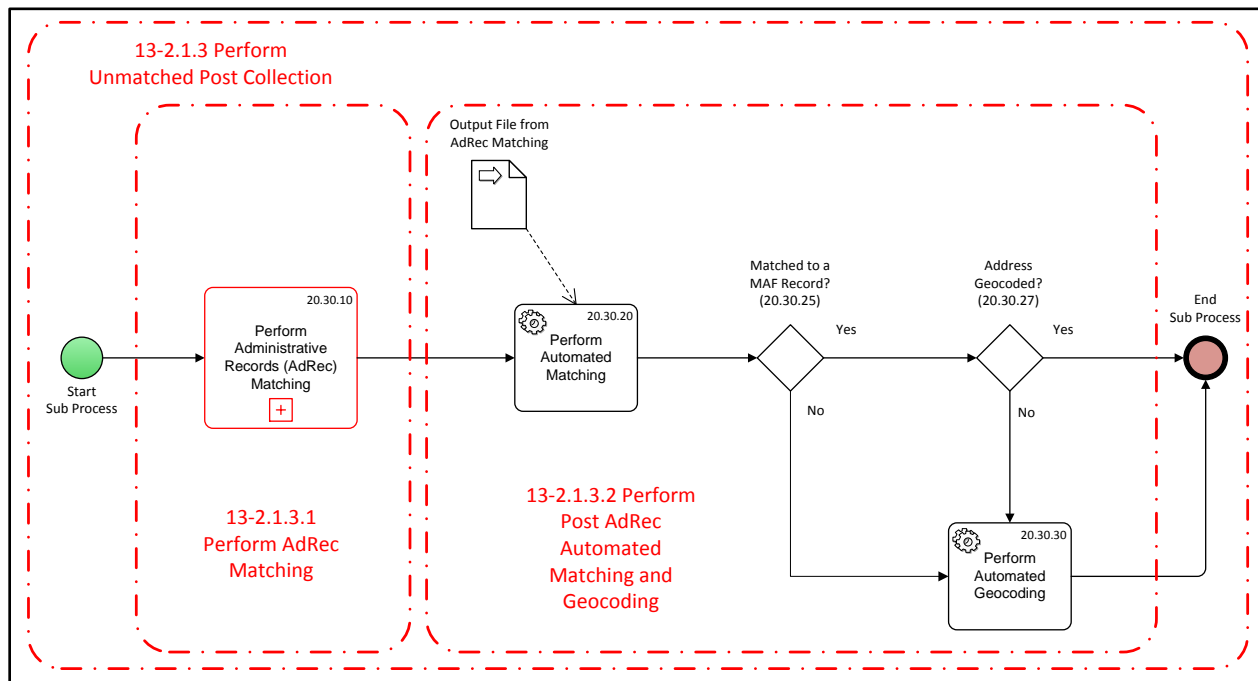 13-2.1.3 Perform
Unmatched Post Collection
Output File from
AdRec Matching
Matched to a
MAF Record?
(20.30.25)
Address
Geocoded?
(20.30.27)
End
Sub Process
20.30.10
Perform
Administrative
Records (AdRec)
Matching
20.30.20
Perform
Automated
Matching
Yes
Yes
Start
Sub Process
No
No
13-2.1.3.1
Perform AdRec
Matching
13-2.1.3.2 Perform
Post AdRec
Automated
Matching and
Geocoding
20.30.30
Perform
Automated
Geocoding